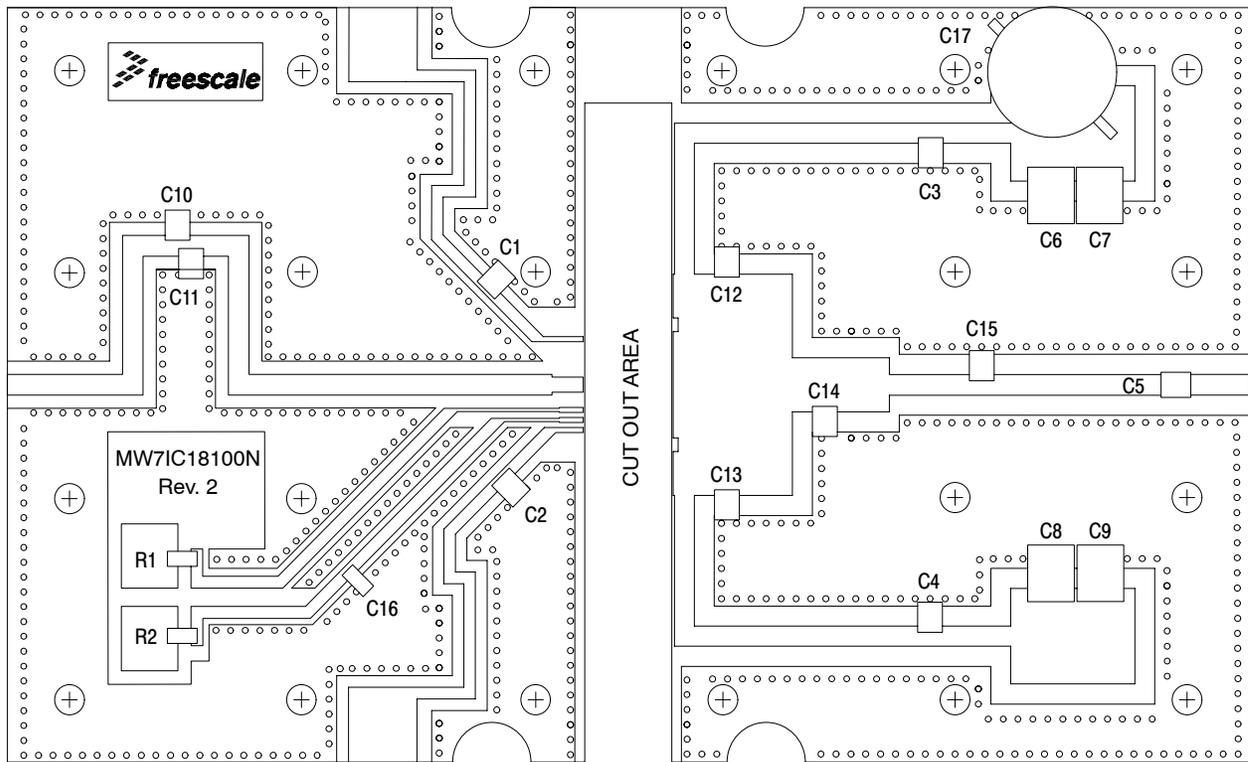 C17
freescale
C3
C10
C6 C7
C1
C11
C12
C15
CUT OUT AREA
C5
C14
MW7IC18100N
Rev. 2
C13
C2
C8 C9
R1
C4
C16
R2